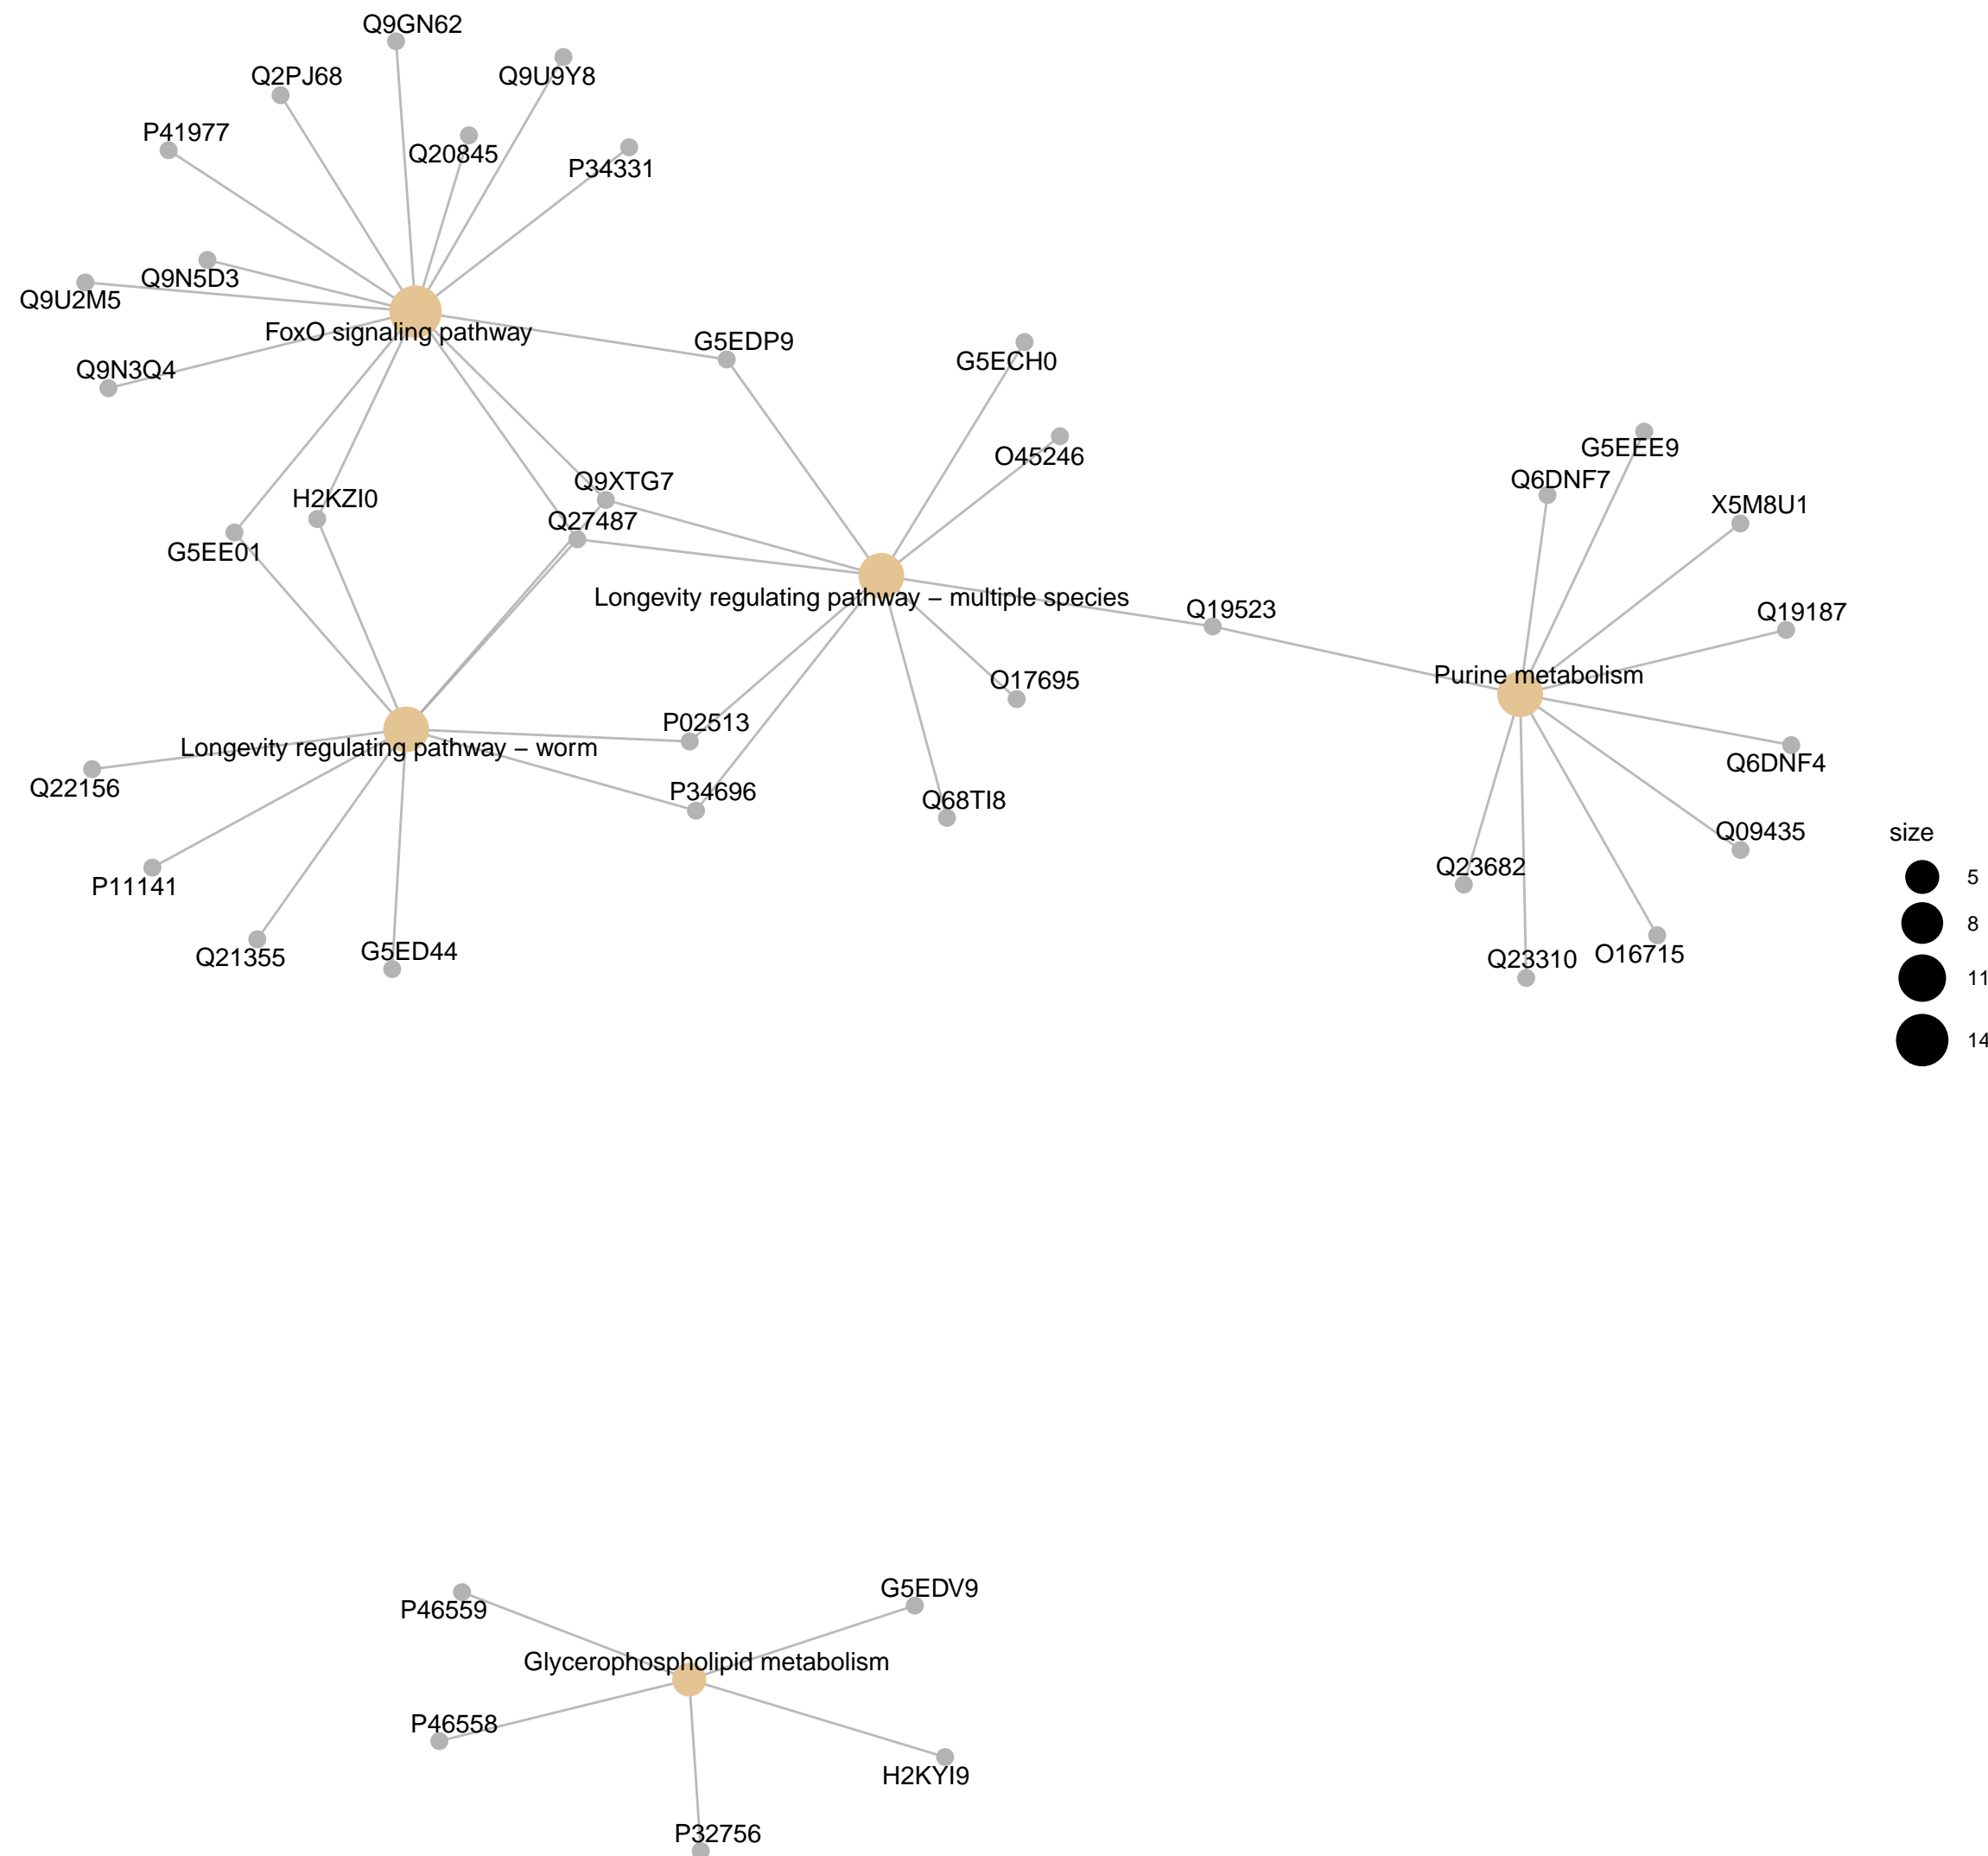 Q9GN62
Q2PJ68
Q9U9Y8
P41977
Q20845
P34331
Q9N5D3
Q9U2M5
FoxO signaling pathway
G5EDP9
G5ECH0
Q9N3Q4
G5EEE9
O45246
Q6DNF7
Q9XTG7
H2KZI0
X5M8U1
Q27487
G5EE01
Longevity regulating pathway – multiple species
Q19523
Q19187
Purine metabolism
O17695
P02513
Longevity regulating pathway – worm
Q6DNF4
Q22156
P34696
Q68TI8
Q09435
size
Q23682
5
P11141
8
G5ED44
O16715
Q21355
Q23310
11
14
G5EDV9
P46559
Glycerophospholipid metabolism
P46558
H2KYI9
P32756